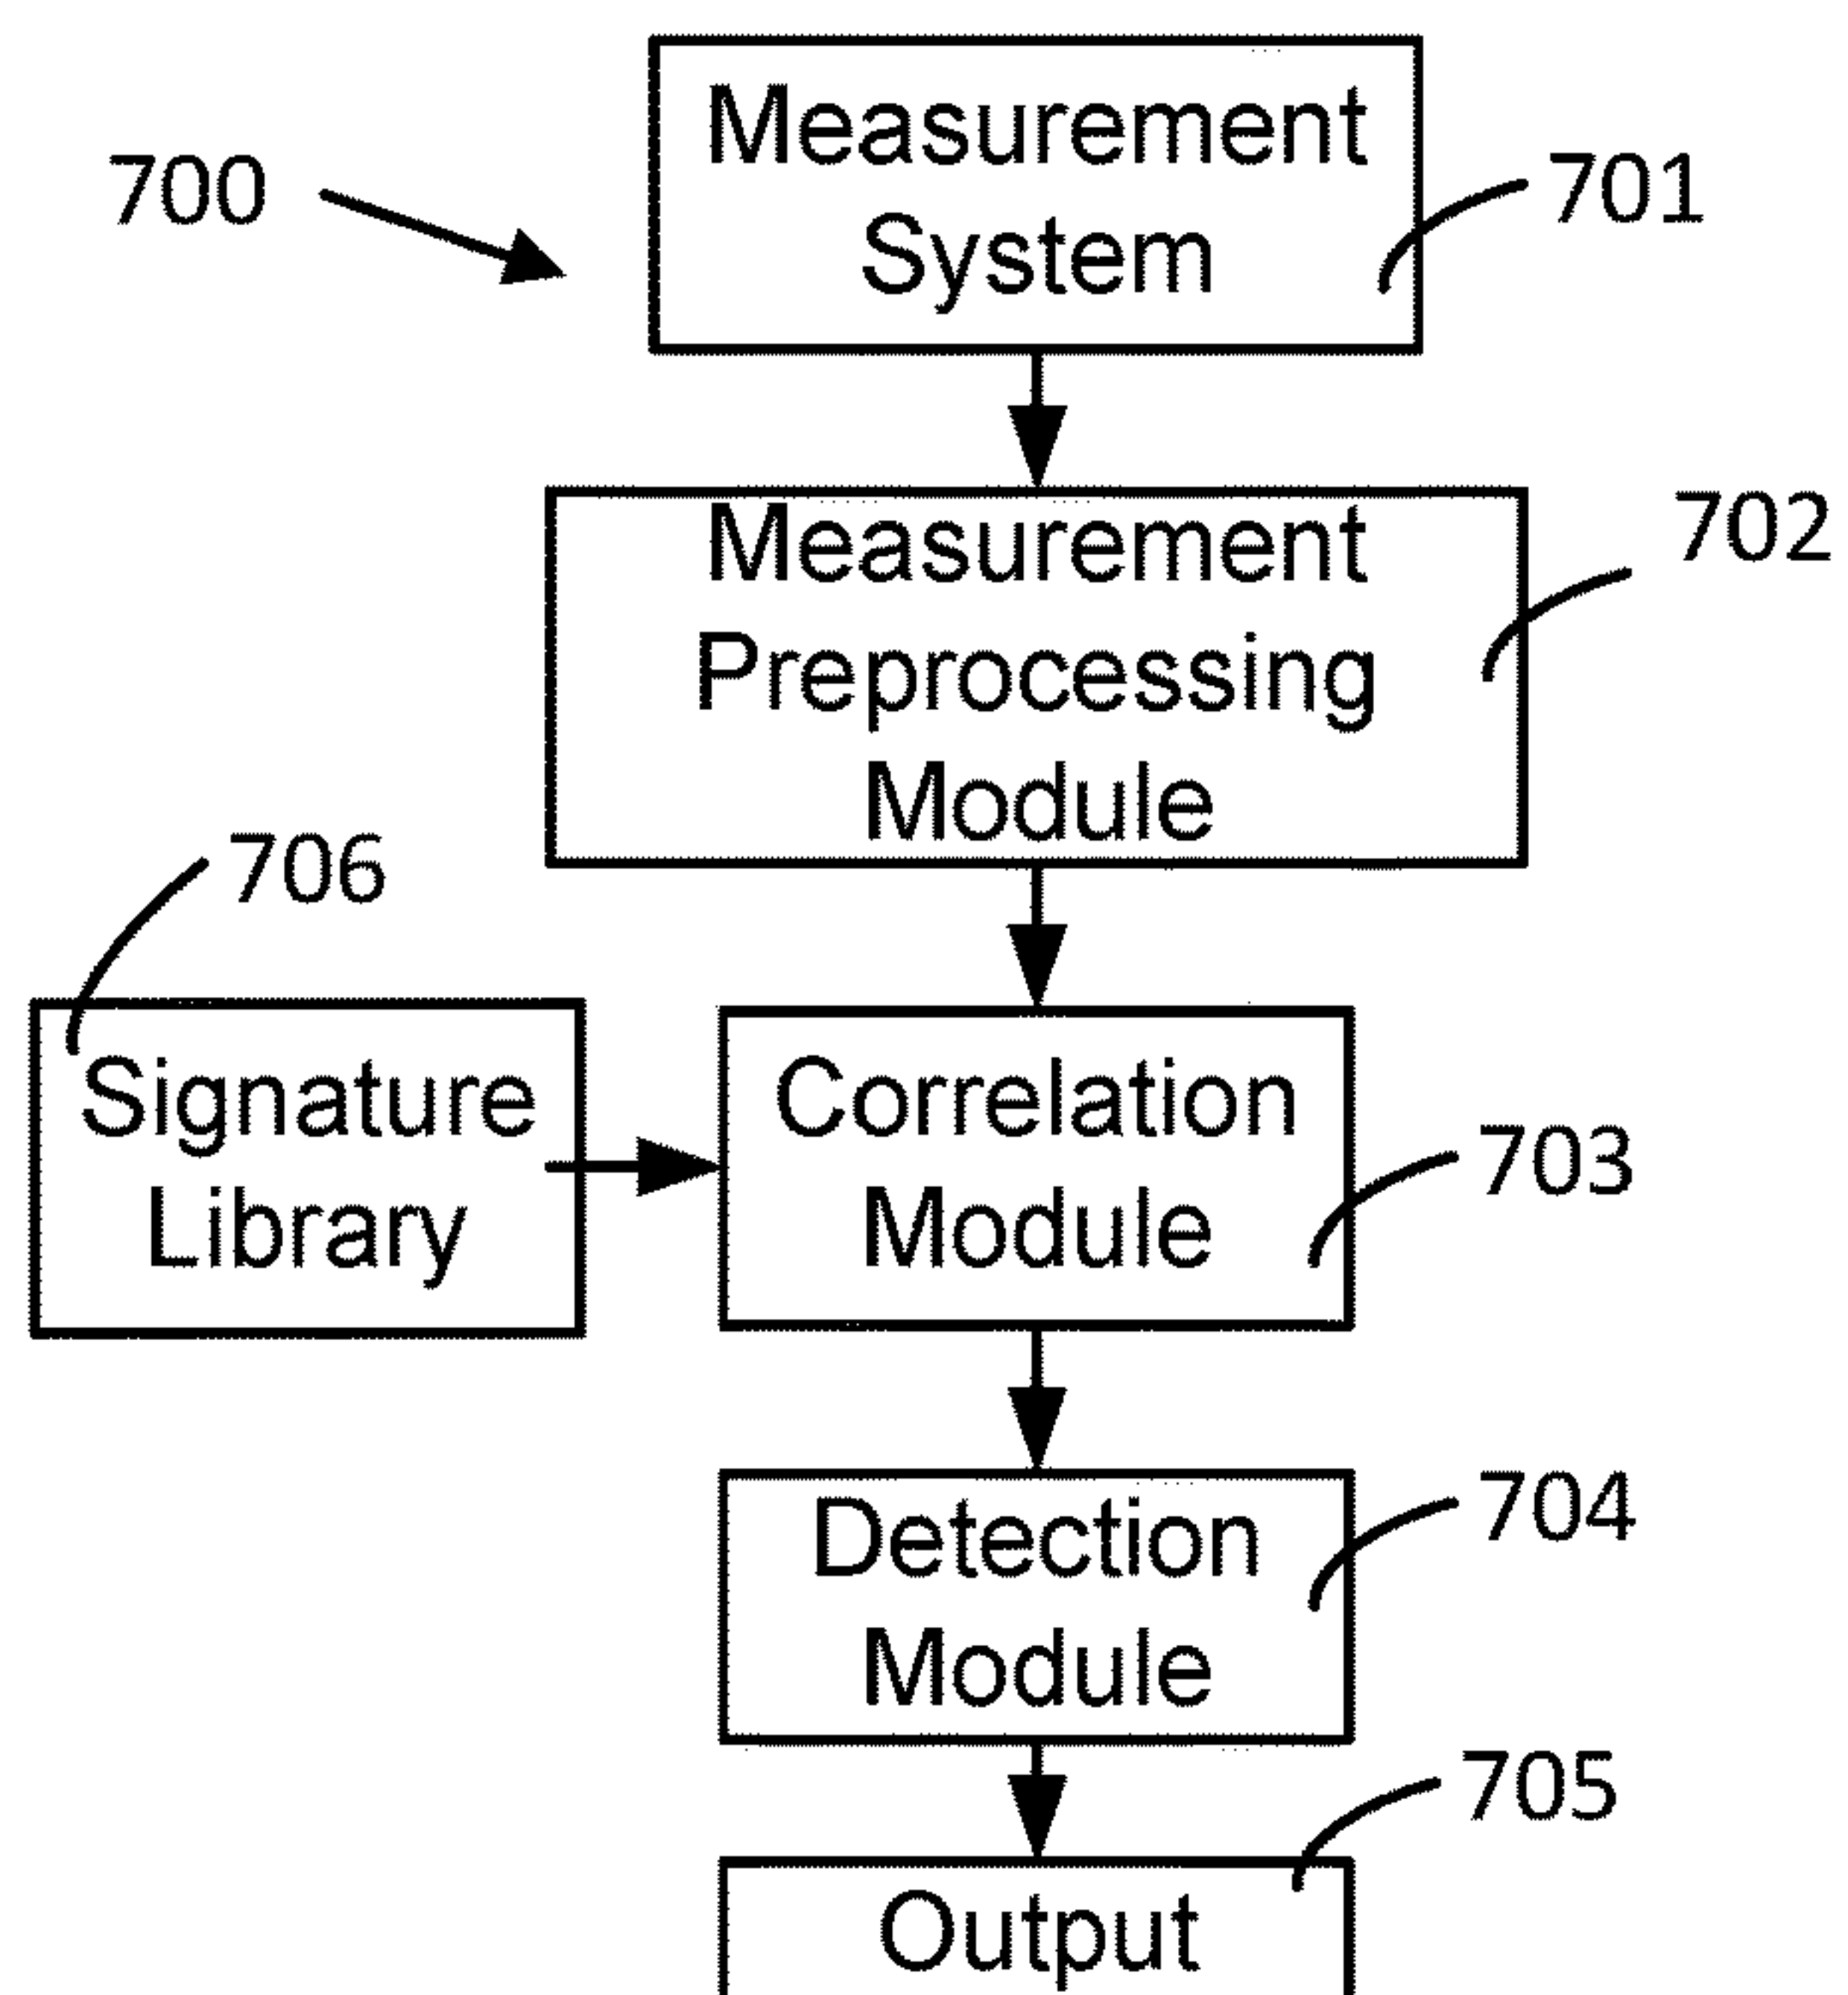 700
Measurement
System
701
Measurement
Preprocessing
Module
702
706
Signature
Library
Correlation
Module
703
Detection
Module
704
705
Output